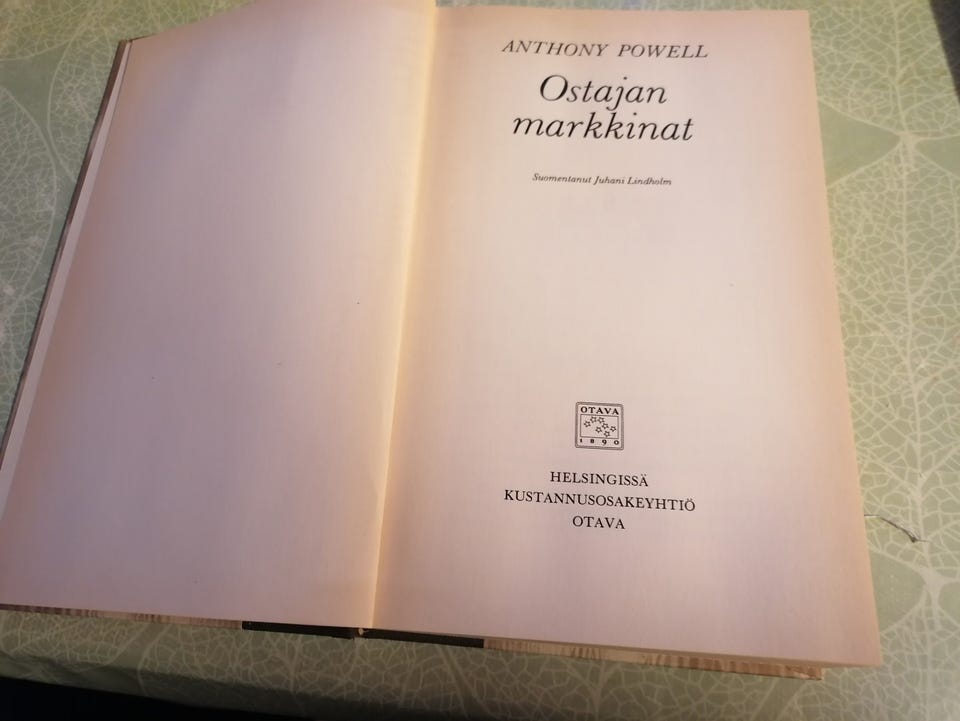 ANTHONY POWELL
Ostajan
markkinat
Suomentanut Juhani Lindholm
OTAVA
1890
HELSINGISSÄ
KUSTANNUSOSAKEYHTIÖ
OTAVA